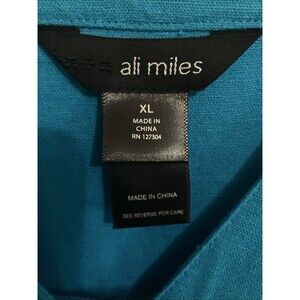 ali miles
XL
MADE IN
CHINA
RN 127304
MADE IN CHINA
SEE REVERSE FOR CARE